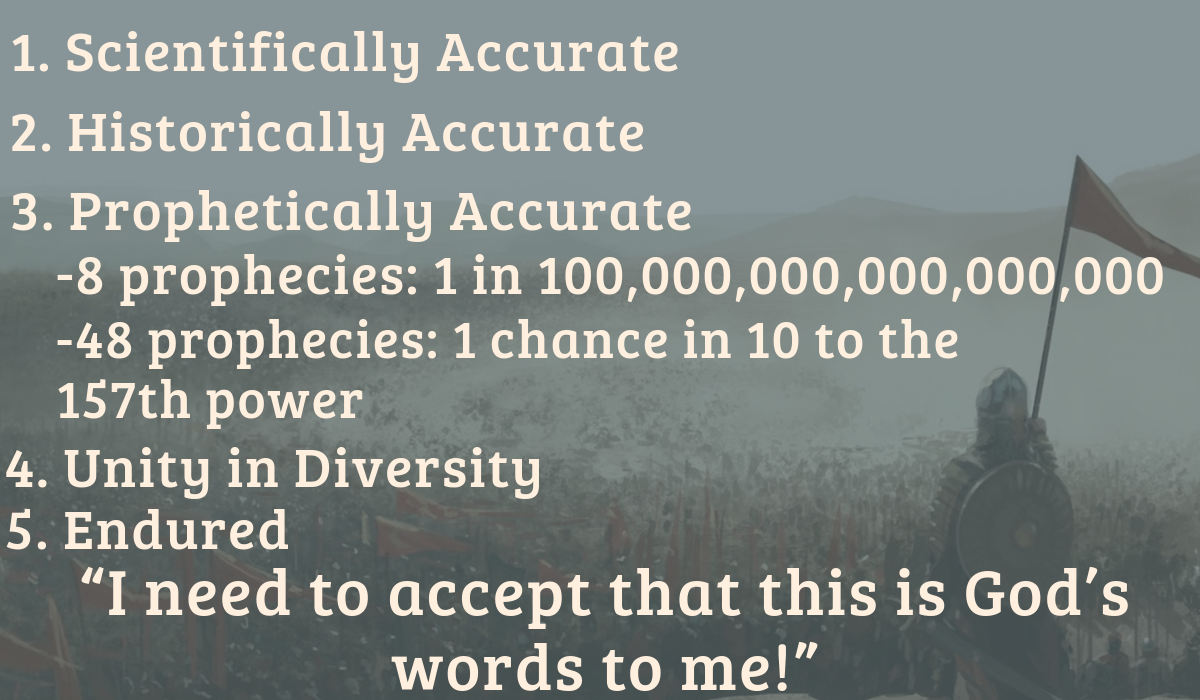 1. Scientifically Accurate
2. Historically Accurate
3. Prophetically Accurate
-8 prophecies: 1 in 100,000,000,000,000,000
-48 prophecies: 1 chance in 10 to the
157th power
4. Unity in Diversity
5. Endured
“I need to accept that this is God’s
words to me!”